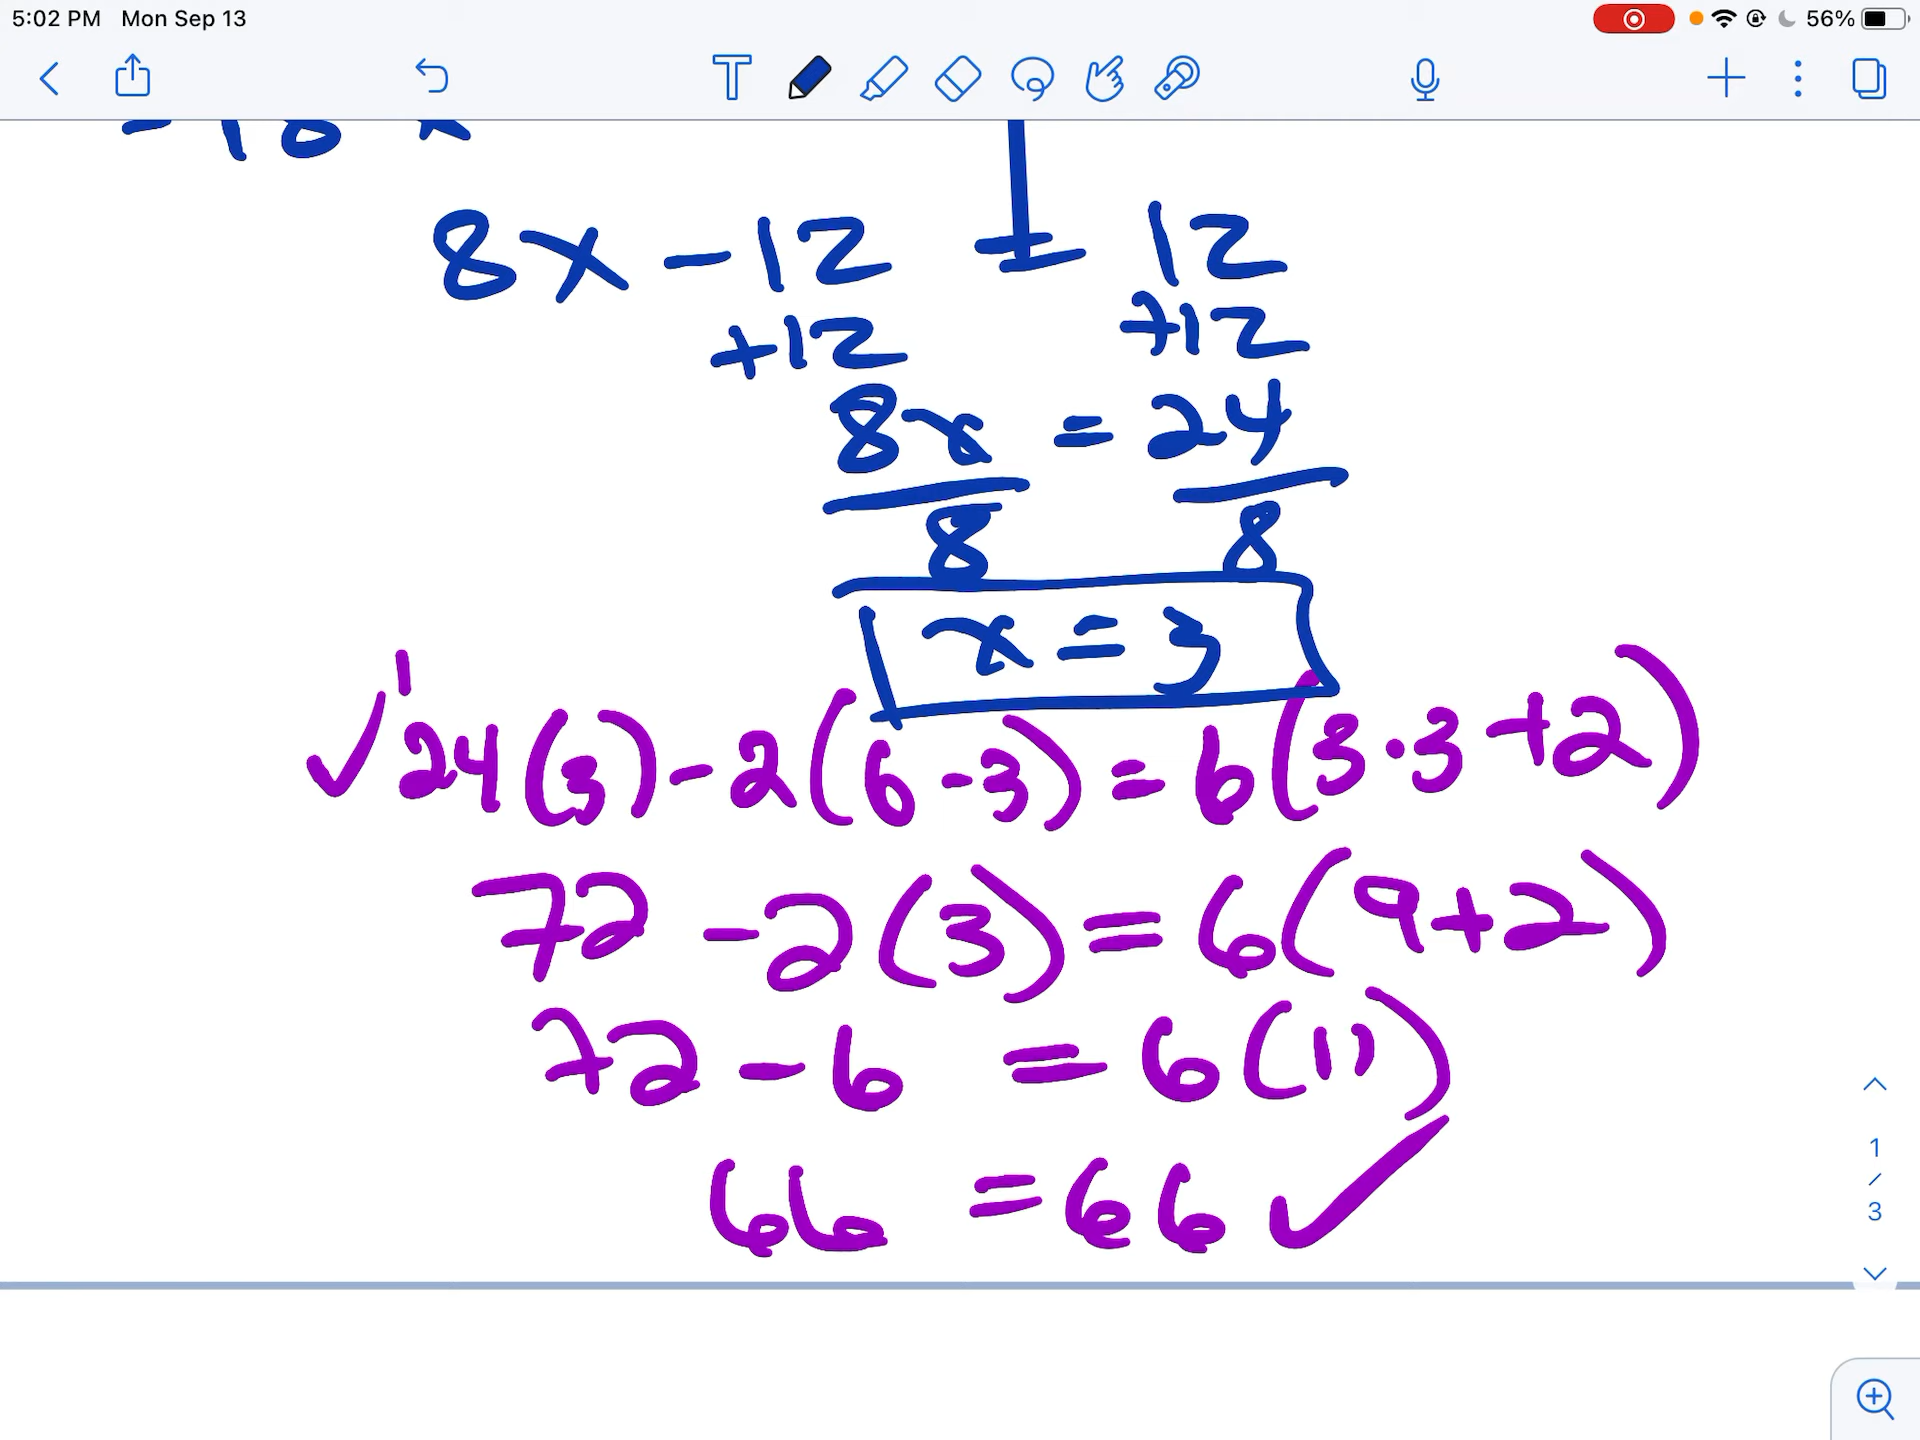 5:02 PM Mon Sep 13 56%
T
-18x
8x - 12 = 12
+12 +12
8x = 24
8 8
x = 3
✓ 24(3) - 2(6 - 3) = 6(3 · 3 + 2)
72 - 2(3) = 6(9 + 2)
72 - 6 = 6(11)
66 = 66 ✓
1
/
3